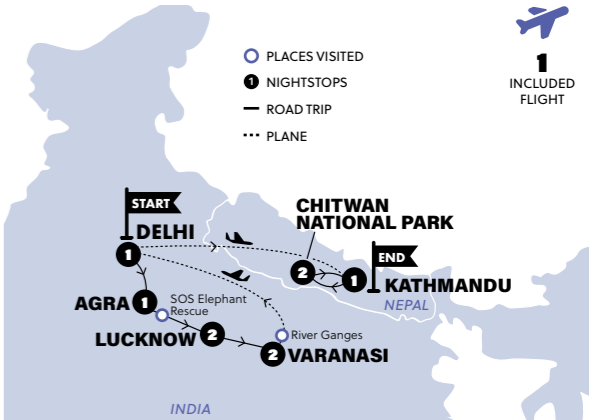 PLACES VISITED
1 NIGHTSTOPS
ROAD TRIP
PLANE
1
INCLUDED
FLIGHT
START
DELHI
1
CHITWAN
NATIONAL PARK
2
END
1
KATHMANDU
NEPAL
AGRA
1
SOS Elephant
Rescue
LUCKNOW
2
River Ganges
2
VARANASI
INDIA